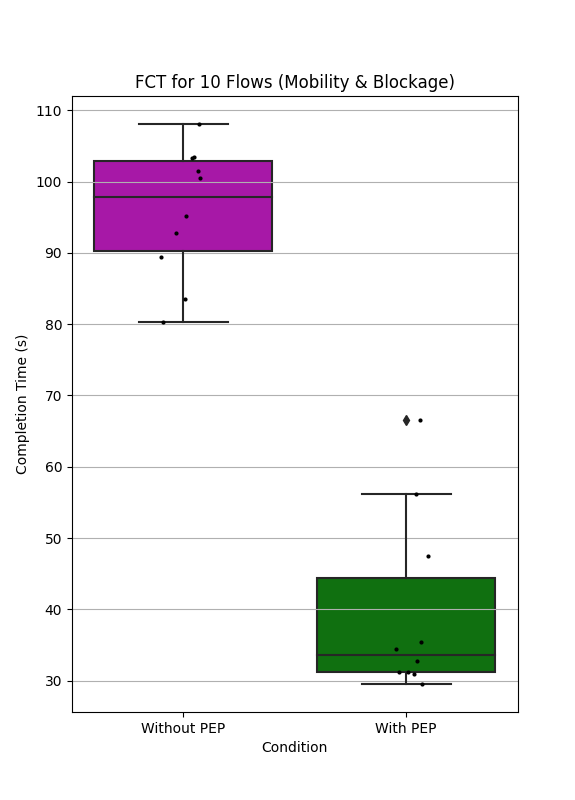 FCT for 10 Flows (Mobility & Blockage)
110
100
90
80
70
60
50
40
30
Completion Time (s)
Without PEP
With PEP
Condition